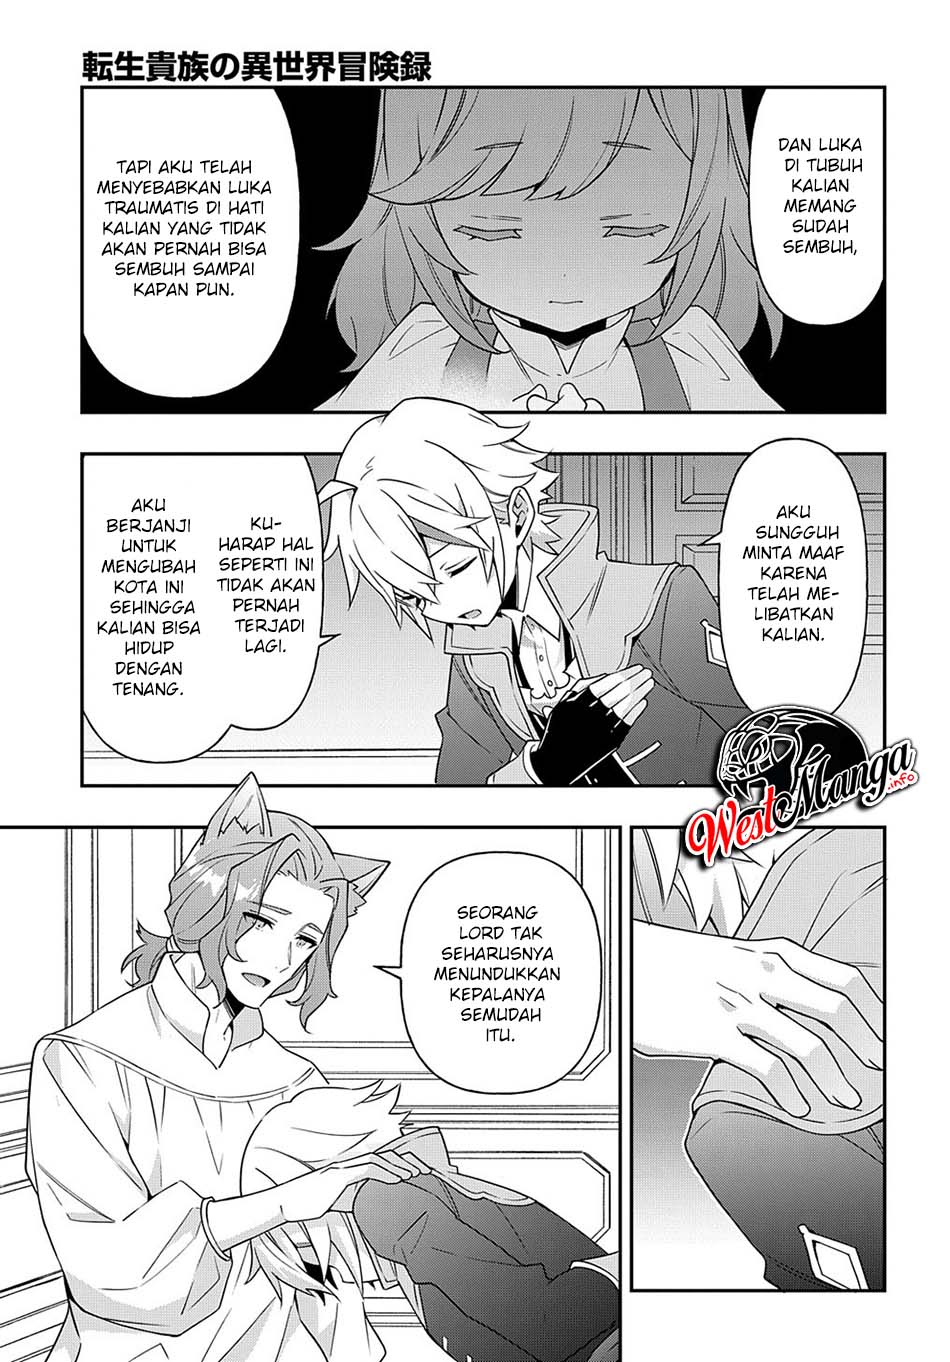 転生貴族の異世界冒険録
DAN LUKA
DI TUBUH
KALIAN
MEMANG
SUDAH
SEMBUH,
TAPI AKU TELAH
MENYEBABKAN LUKA
TRAUMATIS DI HATI
KALIAN YANG TIDAK
AKAN PERNAH BISA
SEMBUH SAMPAI
KAPAN PUN.
AKU
SUNGGUH
MINTA MAAF
KARENA
TELAH ME-
LIBATKAN
KALIAN.
KU-
HARAP HAL
SEPERTI INI
TIDAK AKAN
PERNAH
TERJADI
LAGI.
AKU
BERJANJI
UNTUK
MENGUBAH
KOTA INI
SEHINGGA
KALIAN BISA
HIDUP
DENGAN
TENANG.
WestManga
.info
SEORANG
LORD TAK
SEHARUSNYA
MENUNDUKKAN
KEPALANYA
SEMUDAH
ITU.